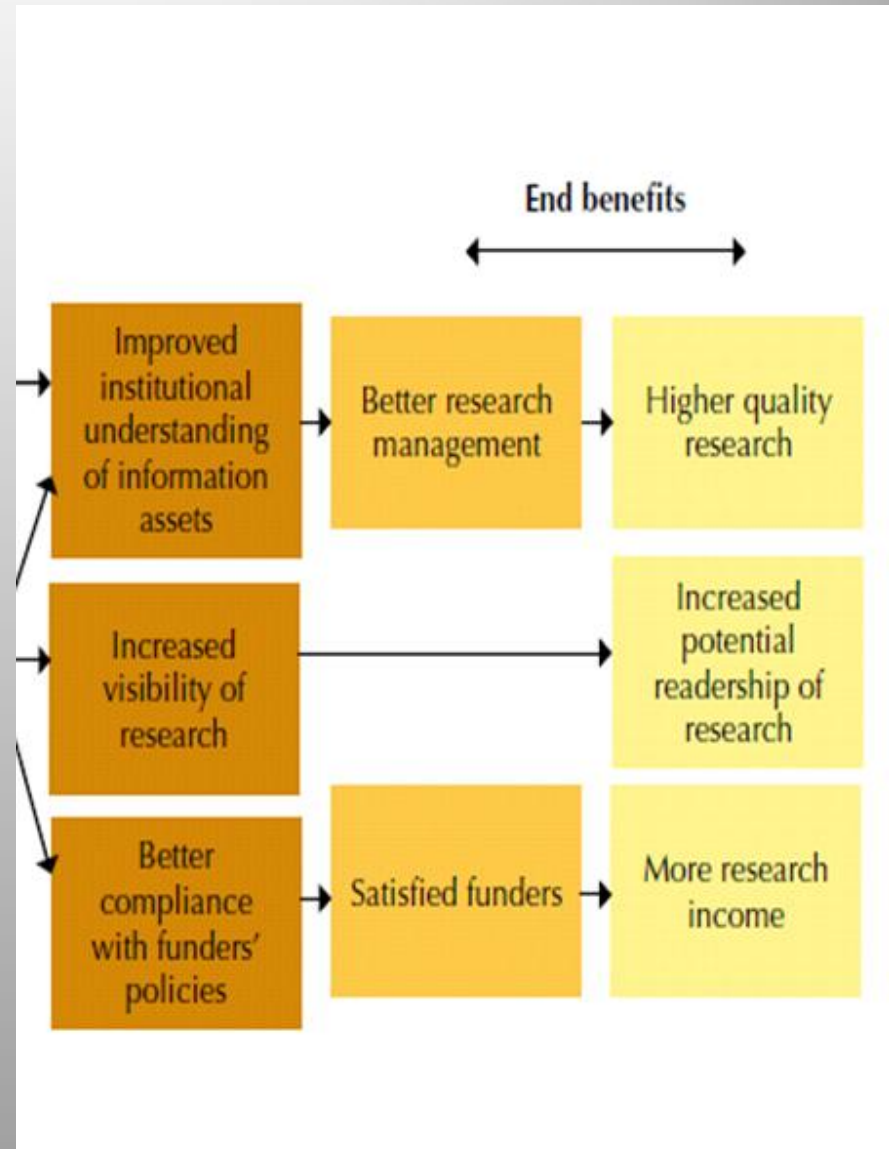 End benefits
Improved
institutional
understanding
of information
assets
Better research
management
Higher quality
research
Increased
visibility of
research
Increased
potential
readership of
research
Better
compliance
with funders’
policies
Satisfied funders
More research
income